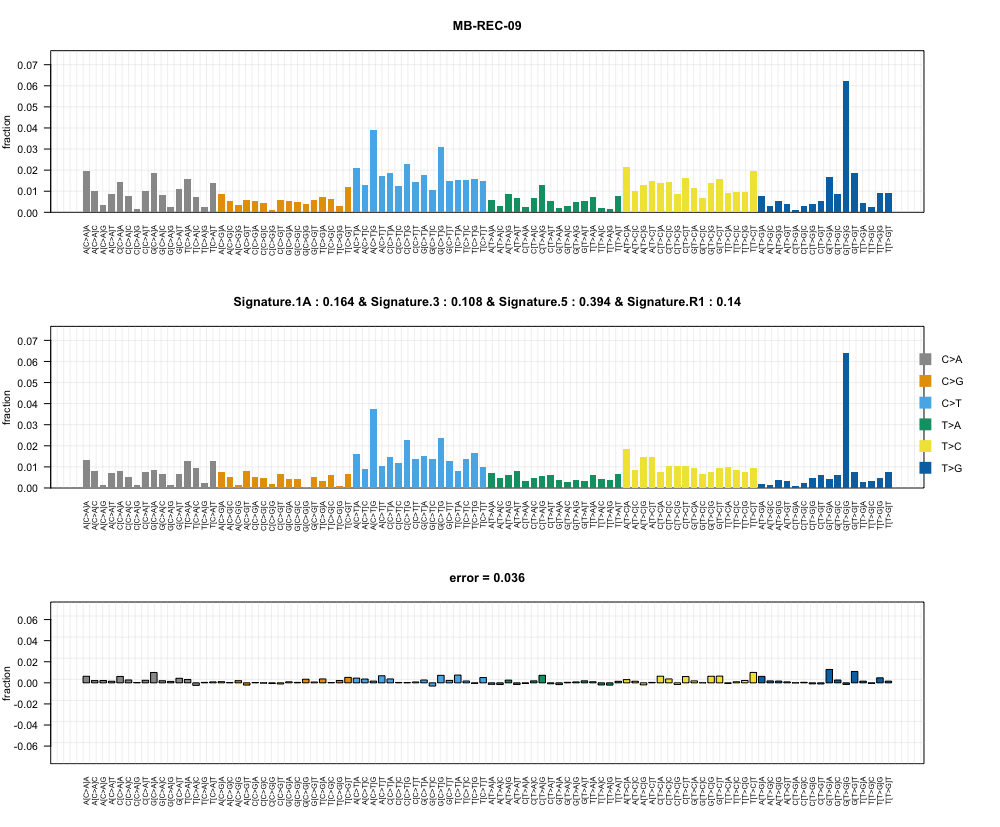 MB-REC-09
fraction
0.07
0.06
0.05
0.04
0.03
0.02
0.01
0.00
A[C>A]A A[C>A]C A[C>A]G A[C>A]T C[C>A]A C[C>A]C C[C>A]G C[C>A]T G[C>A]A G[C>A]C G[C>A]G G[C>A]T T[C>A]A T[C>A]C T[C>A]G T[C>A]T A[C>G]A A[C>G]C A[C>G]G A[C>G]T C[C>G]A C[C>G]C C[C>G]G C[C>G]T G[C>G]A G[C>G]C G[C>G]G G[C>G]T T[C>G]A T[C>G]C T[C>G]G T[C>G]T A[C>T]A A[C>T]C A[C>T]G A[C>T]T C[C>T]A C[C>T]C C[C>T]G C[C>T]T G[C>T]A G[C>T]C G[C>T]G G[C>T]T T[C>T]A T[C>T]C T[C>T]G T[C>T]T A[T>A]A A[T>A]C A[T>A]G A[T>A]T C[T>A]A C[T>A]C C[T>A]G C[T>A]T G[T>A]A G[T>A]C G[T>A]G G[T>A]T T[T>A]A T[T>A]C T[T>A]G T[T>A]T A[T>C]A A[T>C]C A[T>C]G A[T>C]T C[T>C]A C[T>C]C C[T>C]G C[T>C]T G[T>C]A G[T>C]C G[T>C]G G[T>C]T T[T>C]A T[T>C]C T[T>C]G T[T>C]T A[T>G]A A[T>G]C A[T>G]G A[T>G]T C[T>G]A C[T>G]C C[T>G]G C[T>G]T G[T>G]A G[T>G]C G[T>G]G G[T>G]T T[T>G]A T[T>G]C T[T>G]G T[T>G]T
Signature.1A : 0.164 & Signature.3 : 0.108 & Signature.5 : 0.394 & Signature.R1 : 0.14
fraction
0.07
0.06
0.05
0.04
0.03
0.02
0.01
0.00
A[C>A]A A[C>A]C A[C>A]G A[C>A]T C[C>A]A C[C>A]C C[C>A]G C[C>A]T G[C>A]A G[C>A]C G[C>A]G G[C>A]T T[C>A]A T[C>A]C T[C>A]G T[C>A]T A[C>G]A A[C>G]C A[C>G]G A[C>G]T C[C>G]A C[C>G]C C[C>G]G C[C>G]T G[C>G]A G[C>G]C G[C>G]G G[C>G]T T[C>G]A T[C>G]C T[C>G]G T[C>G]T A[C>T]A A[C>T]C A[C>T]G A[C>T]T C[C>T]A C[C>T]C C[C>T]G C[C>T]T G[C>T]A G[C>T]C G[C>T]G G[C>T]T T[C>T]A T[C>T]C T[C>T]G T[C>T]T A[T>A]A A[T>A]C A[T>A]G A[T>A]T C[T>A]A C[T>A]C C[T>A]G C[T>A]T G[T>A]A G[T>A]C G[T>A]G G[T>A]T T[T>A]A T[T>A]C T[T>A]G T[T>A]T A[T>C]A A[T>C]C A[T>C]G A[T>C]T C[T>C]A C[T>C]C C[T>C]G C[T>C]T G[T>C]A G[T>C]C G[T>C]G G[T>C]T T[T>C]A T[T>C]C T[T>C]G T[T>C]T A[T>G]A A[T>G]C A[T>G]G A[T>G]T C[T>G]A C[T>G]C C[T>G]G C[T>G]T G[T>G]A G[T>G]C G[T>G]G G[T>G]T T[T>G]A T[T>G]C T[T>G]G T[T>G]T
C>A
C>G
C>T
T>A
T>C
T>G
error = 0.036
fraction
0.06
0.04
0.02
0.00
-0.02
-0.04
-0.06
A[C>A]A A[C>A]C A[C>A]G A[C>A]T C[C>A]A C[C>A]C C[C>A]G C[C>A]T G[C>A]A G[C>A]C G[C>A]G G[C>A]T T[C>A]A T[C>A]C T[C>A]G T[C>A]T A[C>G]A A[C>G]C A[C>G]G A[C>G]T C[C>G]A C[C>G]C C[C>G]G C[C>G]T G[C>G]A G[C>G]C G[C>G]G G[C>G]T T[C>G]A T[C>G]C T[C>G]G T[C>G]T A[C>T]A A[C>T]C A[C>T]G A[C>T]T C[C>T]A C[C>T]C C[C>T]G C[C>T]T G[C>T]A G[C>T]C G[C>T]G G[C>T]T T[C>T]A T[C>T]C T[C>T]G T[C>T]T A[T>A]A A[T>A]C A[T>A]G A[T>A]T C[T>A]A C[T>A]C C[T>A]G C[T>A]T G[T>A]A G[T>A]C G[T>A]G G[T>A]T T[T>A]A T[T>A]C T[T>A]G T[T>A]T A[T>C]A A[T>C]C A[T>C]G A[T>C]T C[T>C]A C[T>C]C C[T>C]G C[T>C]T G[T>C]A G[T>C]C G[T>C]G G[T>C]T T[T>C]A T[T>C]C T[T>C]G T[T>C]T A[T>G]A A[T>G]C A[T>G]G A[T>G]T C[T>G]A C[T>G]C C[T>G]G C[T>G]T G[T>G]A G[T>G]C G[T>G]G G[T>G]T T[T>G]A T[T>G]C T[T>G]G T[T>G]T